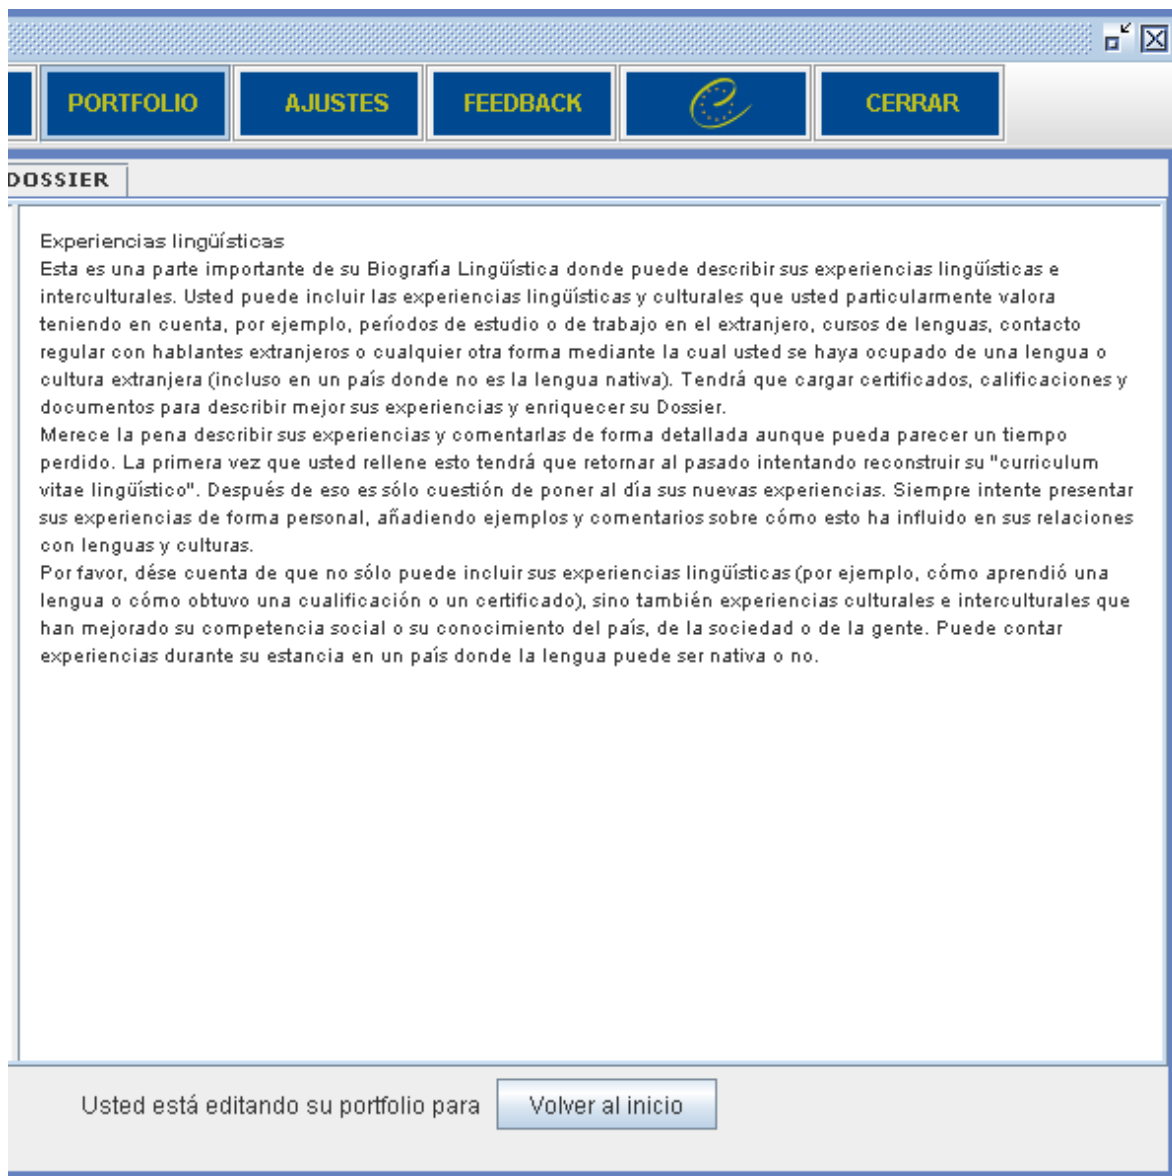 PORTFOLIO AJUSTES FEEDBACK CERRAR
DOSSIER
Experiencias lingüísticas
Esta es una parte importante de su Biografía Lingüística donde puede describir sus experiencias lingüísticas e
interculturales. Usted puede incluir las experiencias lingüísticas y culturales que usted particularmente valora
teniendo en cuenta, por ejemplo, períodos de estudio o de trabajo en el extranjero, cursos de lenguas, contacto
regular con hablantes extranjeros o cualquier otra forma mediante la cual usted se haya ocupado de una lengua o
cultura extranjera (incluso en un país donde no es la lengua nativa). Tendrá que cargar certificados, calificaciones y
documentos para describir mejor sus experiencias y enriquecer su Dossier.
Merece la pena describir sus experiencias y comentarlas de forma detallada aunque pueda parecer un tiempo
perdido. La primera vez que usted rellene esto tendrá que retornar al pasado intentando reconstruir su "curriculum
vitae lingüístico". Después de eso es sólo cuestión de poner al día sus nuevas experiencias. Siempre intente presentar
sus experiencias de forma personal, añadiendo ejemplos y comentarios sobre cómo esto ha influido en sus relaciones
con lenguas y culturas.
Por favor, dése cuenta de que no sólo puede incluir sus experiencias lingüísticas (por ejemplo, cómo aprendió una
lengua o cómo obtuvo una cualificación o un certificado), sino también experiencias culturales e interculturales que
han mejorado su competencia social o su conocimiento del país, de la sociedad o de la gente. Puede contar
experiencias durante su estancia en un país donde la lengua puede ser nativa o no.
Usted está editando su portfolio para Volver al inicio